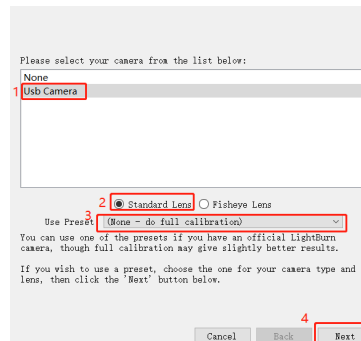 Please select your camera from the list below:
None
1 Usb Camera
2 Standard Lens Fisheye Lens
3
Use Preset (None - do full calibration)
You can use one of the presets if you have an official LightBurn
camera, though full calibration may give slightly better results.
If you wish to use a preset, choose the one for your camera type and
lens, then click the 'Next' button below.
4
Cancel Back Next